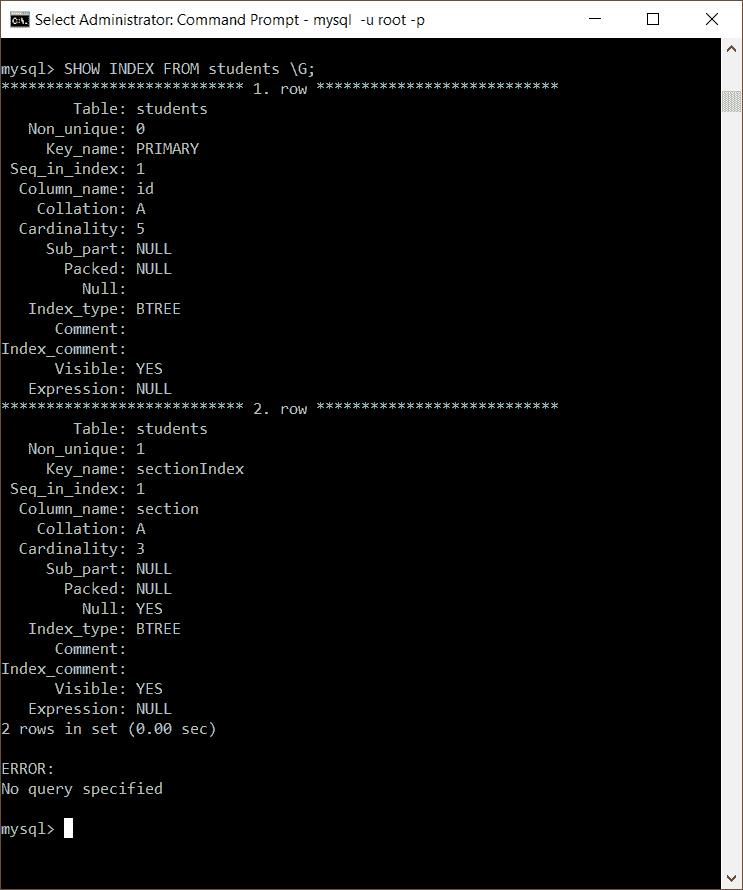 Select Administrator: Command Prompt - mysql  -u root -p
mysql> SHOW INDEX FROM students \G;
*************************** 1. row ***************************
        Table: students
   Non_unique: 0
     Key_name: PRIMARY
 Seq_in_index: 1
  Column_name: id
    Collation: A
  Cardinality: 5
     Sub_part: NULL
       Packed: NULL
         Null:
   Index_type: BTREE
      Comment:
Index_comment:
      Visible: YES
   Expression: NULL
*************************** 2. row ***************************
        Table: students
   Non_unique: 1
     Key_name: sectionIndex
 Seq_in_index: 1
  Column_name: section
    Collation: A
  Cardinality: 3
     Sub_part: NULL
       Packed: NULL
         Null: YES
   Index_type: BTREE
      Comment:
Index_comment:
      Visible: YES
   Expression: NULL
2 rows in set (0.00 sec)
ERROR:
No query specified
mysql>